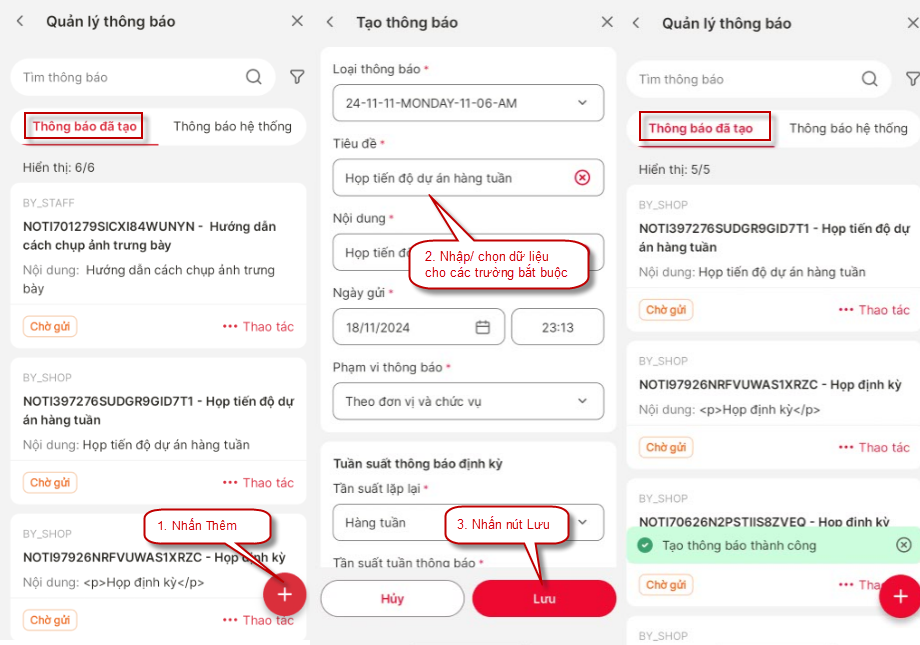 Quản lý thông báo
Tìm thông báo
Thông báo đã tạo
Thông báo hệ thống
Hiển thị: 6/6
BY_STAFF
NOTI701279SICXI84WUNYN - Hướng dẫn
cách chụp ảnh trưng bày
Nội dung: Hướng dẫn cách chụp ảnh trưng
bày
Chờ gửi
••• Thao tác
BY_SHOP
NOTI397276SUDGR9GID7T1 - Họp tiến độ dự
án hàng tuần
Nội dung: Họp tiến độ dự án hàng tuần
Chờ gửi
••• Thao tác
1. Nhấn Thêm
BY_SHOP
NOTI97926NRFVUWAS1XRZC - Họp định kỳ
Nội dung: <p>Họp định kỳ</p>
Chờ gửi
••• Thao tác
Tạo thông báo
Loại thông báo *
24-11-11-MONDAY-11-06-AM
Tiêu đề *
Họp tiến độ dự án hàng tuần
Nội dung *
Họp tiến độ
2. Nhập/ chọn dữ liệu
cho các trường bắt buộc
Ngày gửi *
18/11/2024
23:13
Phạm vi thông báo *
Theo đơn vị và chức vụ
Tuần suất thông báo định kỳ
Tần suất lặp lại *
Hàng tuần
3. Nhấn nút Lưu
Tần suất tuần thông báo *
Hủy
Lưu
Quản lý thông báo
Tìm thông báo
Thông báo đã tạo
Thông báo hệ thống
Hiển thị: 5/5
BY_SHOP
NOTI397276SUDGR9GID7T1 - Họp tiến độ dự
án hàng tuần
Nội dung: Họp tiến độ dự án hàng tuần
Chờ gửi
••• Thao tác
BY_SHOP
NOTI97926NRFVUWAS1XRZC - Họp định kỳ
Nội dung: <p>Họp định kỳ</p>
Chờ gửi
••• Thao tác
BY_SHOP
NOTI70626N2PSTIIS8ZVEQ - Họp định kỳ
Tạo thông báo thành công
Chờ gửi
••• Thao
BY_SHOP